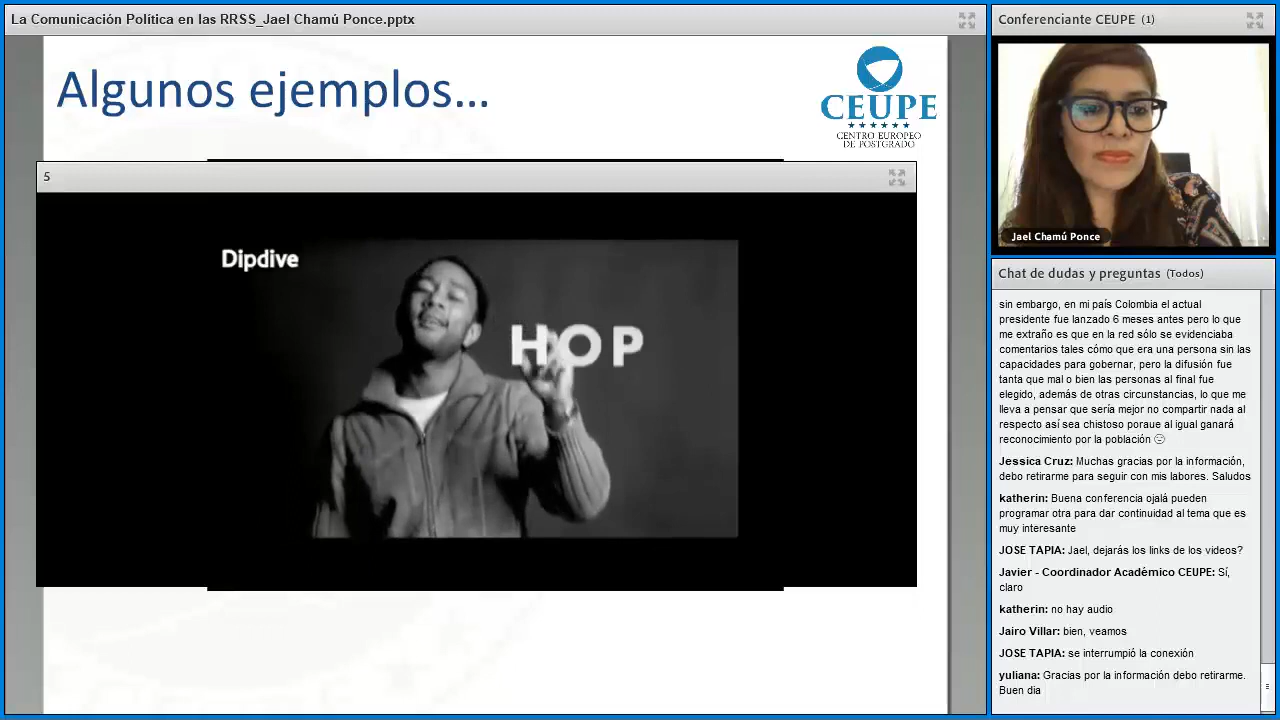 La Comunicación Política en las RRSS_Jael Chamú Ponce.pptx
Algunos ejemplos...
CEUPE
CENTRO EUROPEO
DE POSTGRADO
5
Dipdive
HOP
Conferenciante CEUPE (1)
Jael Chamú Ponce
Chat de dudas y preguntas (Todos)
sin embargo, en mi país Colombia el actual
presidente fue lanzado 6 meses antes pero lo que
me extraño es que en la red sólo se evidenciaba
comentarios tales cómo que era una persona sin las
capacidades para gobernar, pero la difusión fue
tanta que mal o bien las personas al final fue
elegido, además de otras circunstancias, lo que me
lleva a pensar que sería mejor no compartir nada al
respecto así sea chistoso poraue al igual ganará
reconocimiento por la población
Jessica Cruz: Muchas gracias por la información,
debo retirarme para seguir con mis labores. Saludos
katherin: Buena conferencia ojalá pueden
programar otra para dar continuidad al tema que es
muy interesante
JOSE TAPIA: Jael, dejarás los links de los videos?
Javier - Coordinador Académico CEUPE: Sí,
claro
katherin: no hay audio
Jairo Villar: bien, veamos
JOSE TAPIA: se interrumpió la conexión
yuliana: Gracias por la información debo retirarme.
Buen dia